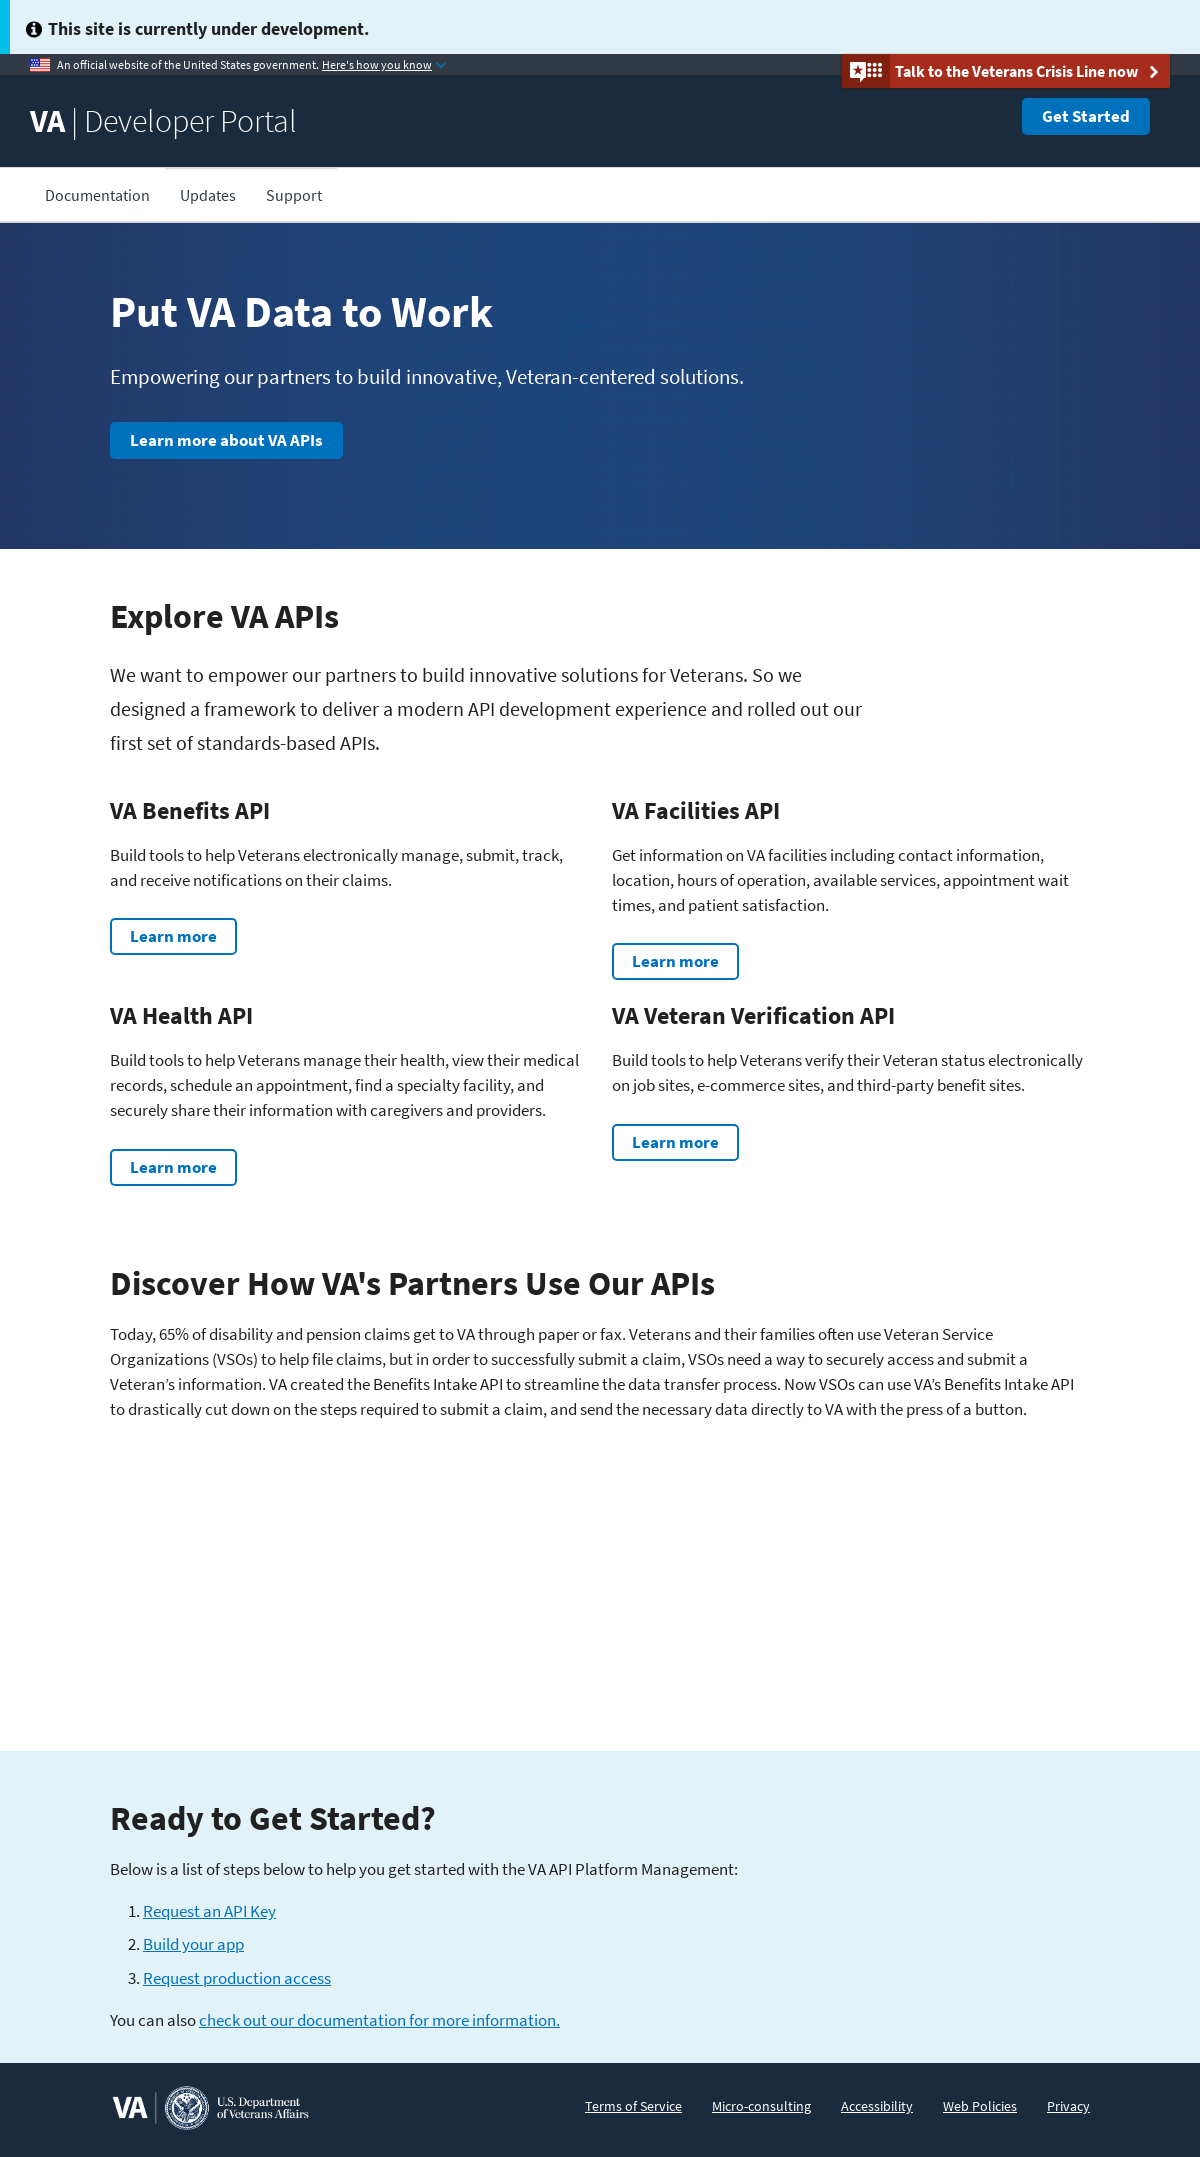 This site is currently under development.
An official website of the United States government. Here's how you know
Talk to the Veterans Crisis Line now
VA | Developer Portal
Get Started
Documentation Updates Support
Put VA Data to Work
Empowering our partners to build innovative, Veteran-centered solutions.
Learn more about VA APIs
Explore VA APIs
We want to empower our partners to build innovative solutions for Veterans. So we
designed a framework to deliver a modern API development experience and rolled out our
first set of standards-based APIs.
VA Benefits API
Build tools to help Veterans electronically manage, submit, track,
and receive notifications on their claims.
Learn more
VA Facilities API
Get information on VA facilities including contact information,
location, hours of operation, available services, appointment wait
times, and patient satisfaction.
Learn more
VA Health API
Build tools to help Veterans manage their health, view their medical
records, schedule an appointment, find a specialty facility, and
securely share their information with caregivers and providers.
Learn more
VA Veteran Verification API
Build tools to help Veterans verify their Veteran status electronically
on job sites, e-commerce sites, and third-party benefit sites.
Learn more
Discover How VA's Partners Use Our APIs
Today, 65% of disability and pension claims get to VA through paper or fax. Veterans and their families often use Veteran Service
Organizations (VSOs) to help file claims, but in order to successfully submit a claim, VSOs need a way to securely access and submit a
Veteran’s information. VA created the Benefits Intake API to streamline the data transfer process. Now VSOs can use VA’s Benefits Intake API
to drastically cut down on the steps required to submit a claim, and send the necessary data directly to VA with the press of a button.
Ready to Get Started?
Below is a list of steps below to help you get started with the VA API Platform Management:
1. Request an API Key
2. Build your app
3. Request production access
You can also check out our documentation for more information.
VA
U.S. Department
of Veterans Affairs
Terms of Service Micro-consulting Accessibility Web Policies Privacy